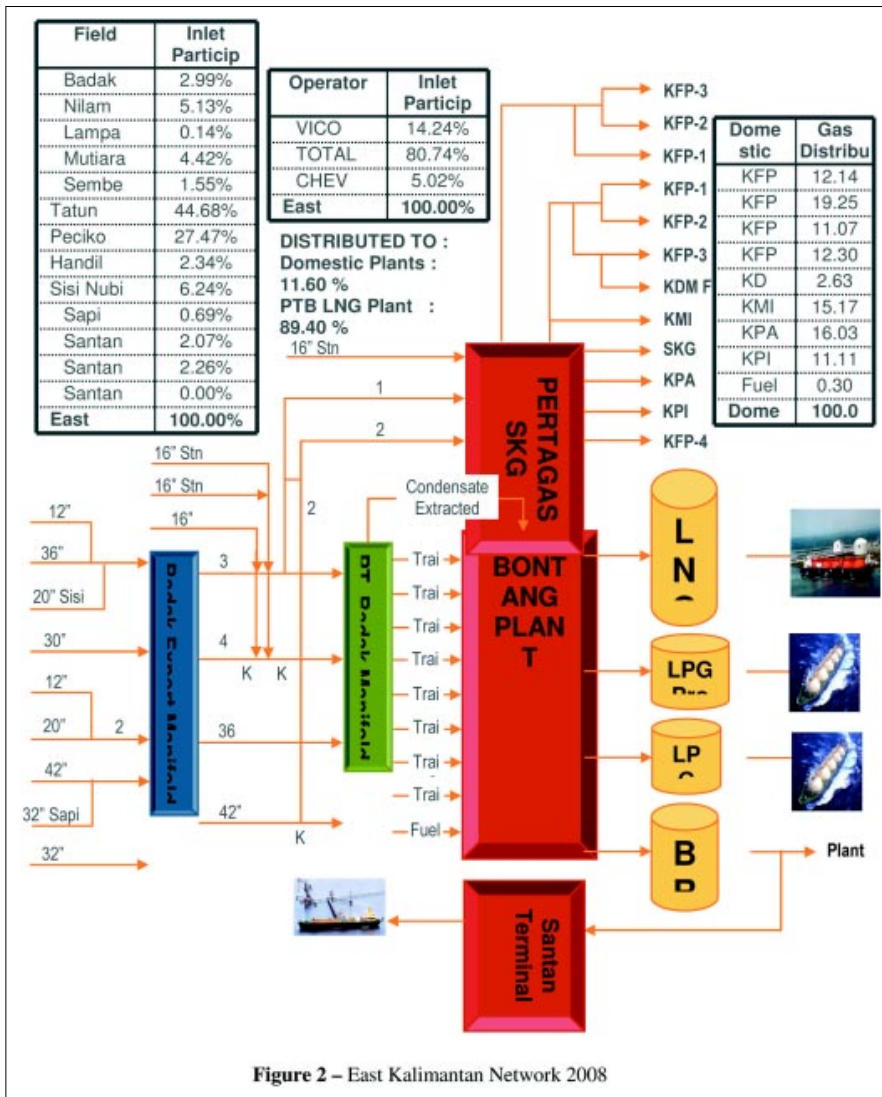 Field Inlet Particip
Badak 2.99%
Nilam 5.13%
Lampa 0.14%
Mutiara 4.42%
Sembe 1.55%
Tatun 44.68%
Peciko 27.47%
Handil 2.34%
Sisi Nubi 6.24%
Sapi 0.69%
Santan 2.07%
Santan 2.26%
Santan 0.00%
East 100.00%
Operator Inlet Particip
VICO 14.24%
TOTAL 80.74%
CHEV 5.02%
East 100.00%
DISTRIBUTED TO :
Domestic Plants :
11.60 %
PTB LNG Plant :
89.40 %
KFP-3
KFP-2
KFP-1
KFP-1
KFP-2
KFP-3
KDM F
KMI
SKG
KPA
KPI
KFP-4
Dome stic Gas Distribu
KFP 12.14
KFP 19.25
KFP 11.07
KFP 12.30
KD 2.63
KMI 15.17
KPA 16.03
KPI 11.11
Fuel 0.30
Dome 100.0
16" Stn
1
2
PERTAGAS
SKG
16" Stn
16" Stn
16"
2
Condensate
Extracted
12"
36"
20" Sisi
30"
12"
20"
2
42"
32" Sapi
32"
Badak Export Manifold
3
4
K K
36
42"
K
PT. Badak Manifold
Trai
Trai
Trai
Trai
Trai
Trai
Trai
Trai
Fuel
BONT
ANG
PLAN
T
L
N
LPG
LP
B
Plant
Santan
Terminal
Figure 2 – East Kalimantan Network 2008